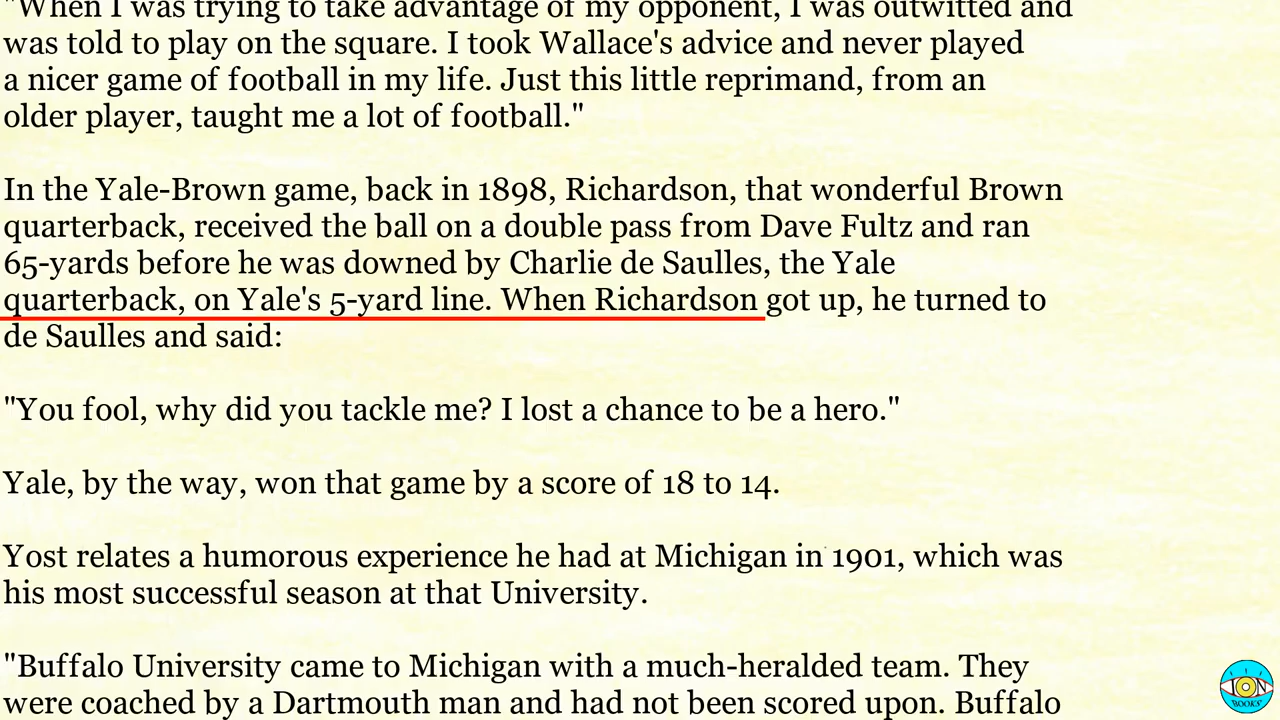 "When I was trying to take advantage of my opponent, I was outwitted and
was told to play on the square. I took Wallace's advice and never played
a nicer game of football in my life. Just this little reprimand, from an
older player, taught me a lot of football."
In the Yale-Brown game, back in 1898, Richardson, that wonderful Brown
quarterback, received the ball on a double pass from Dave Fultz and ran
65-yards before he was downed by Charlie de Saulles, the Yale
quarterback, on Yale's 5-yard line. When Richardson got up, he turned to
de Saulles and said:
"You fool, why did you tackle me? I lost a chance to be a hero."
Yale, by the way, won that game by a score of 18 to 14.
Yost relates a humorous experience he had at Michigan in 1901, which was
his most successful season at that University.
"Buffalo University came to Michigan with a much-heralded team. They
were coached by a Dartmouth man and had not been scored upon. Buffalo
ION
BOOKS